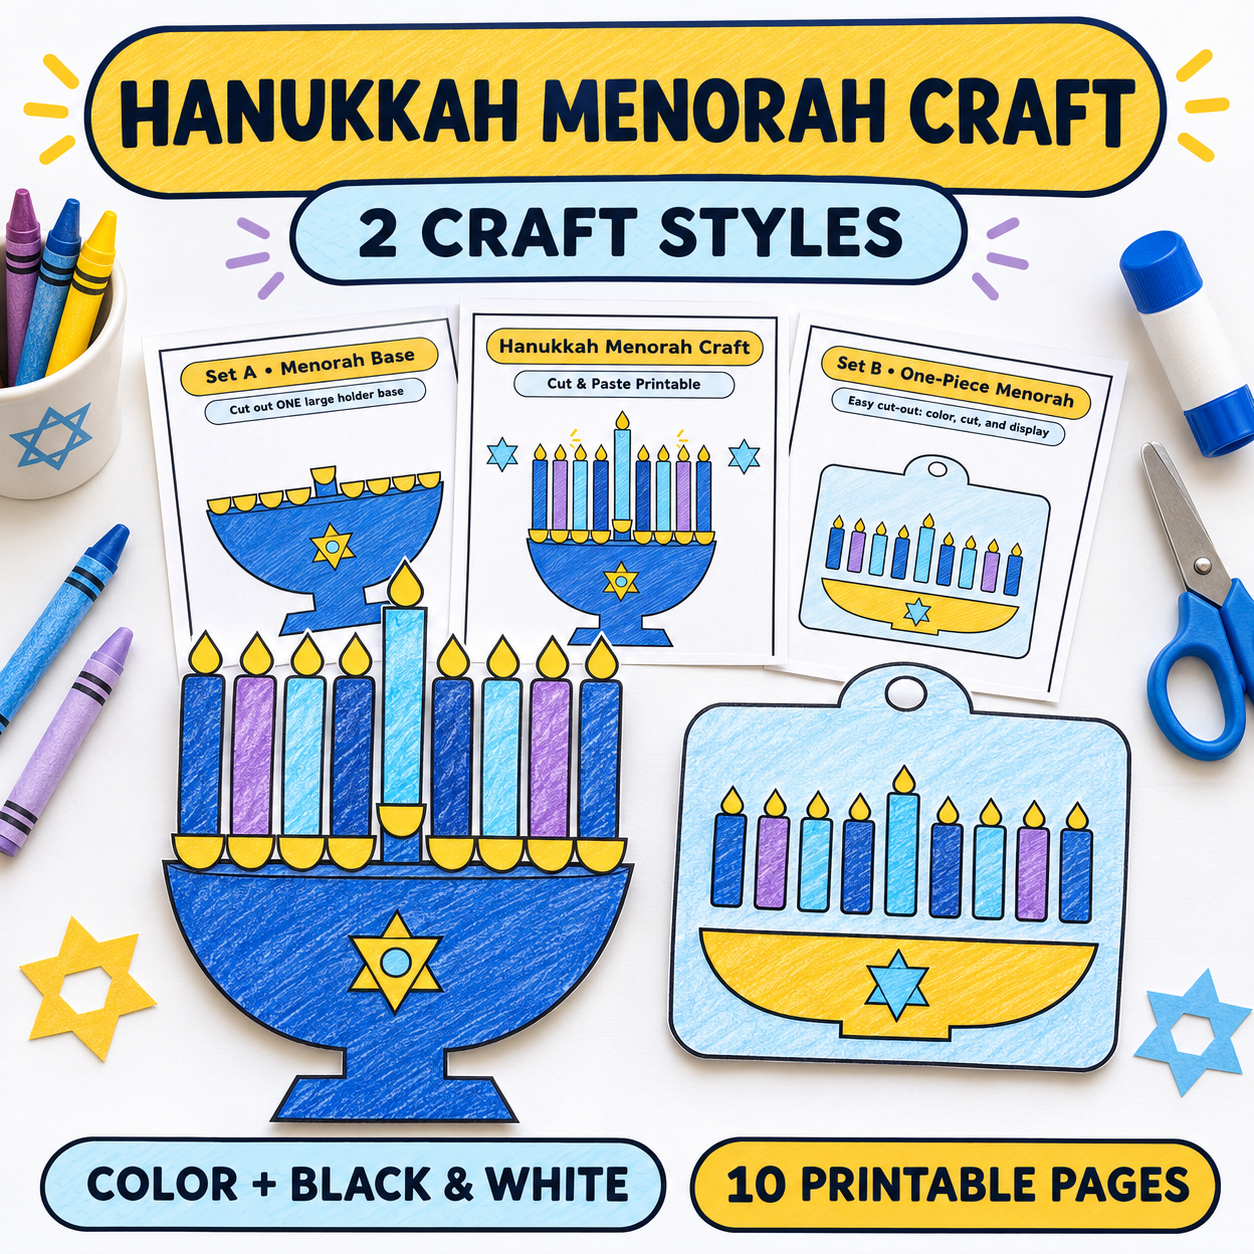 HANUKKAH MENORAH CRAFT
2 CRAFT STYLES
Set A • Menorah Base
Cut out ONE large holder base
Hanukkah Menorah Craft
Cut & Paste Printable
Set B • One-Piece Menorah
Easy cut-out: color, cut, and display
COLOR + BLACK & WHITE
10 PRINTABLE PAGES